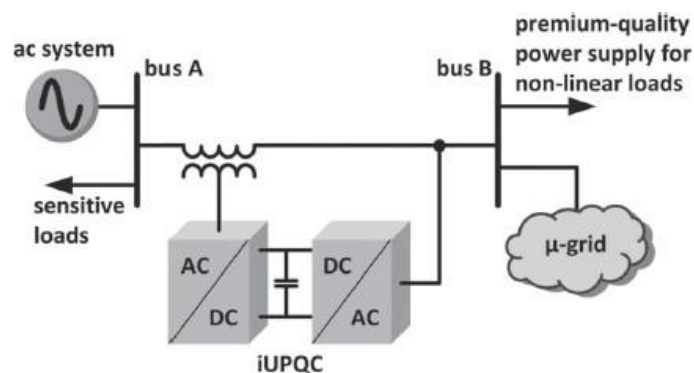 ac system
bus A
bus B
premium-quality
power supply for
non-linear loads
sensitive
loads
AC
DC
DC
AC
μ-grid
iUPQC